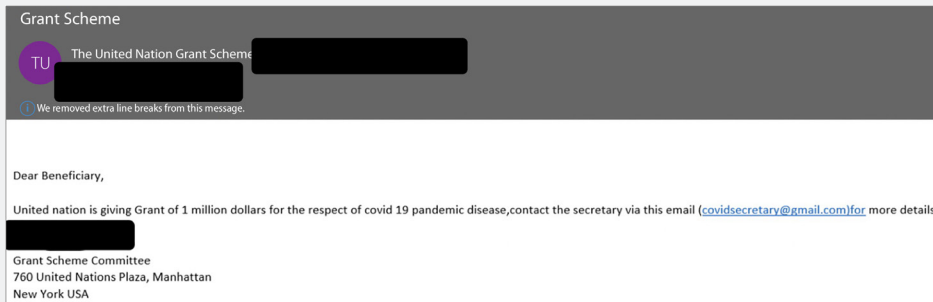 Grant Scheme
TU
The United Nation Grant Scheme
We removed extra line breaks from this message.
Dear Beneficiary,
United nation is giving Grant of 1 million dollars for the respect of covid 19 pandemic disease,contact the secretary via this email (covidsecretary@gmail.com)for more details
Grant Scheme Committee
760 United Nations Plaza, Manhattan
New York USA